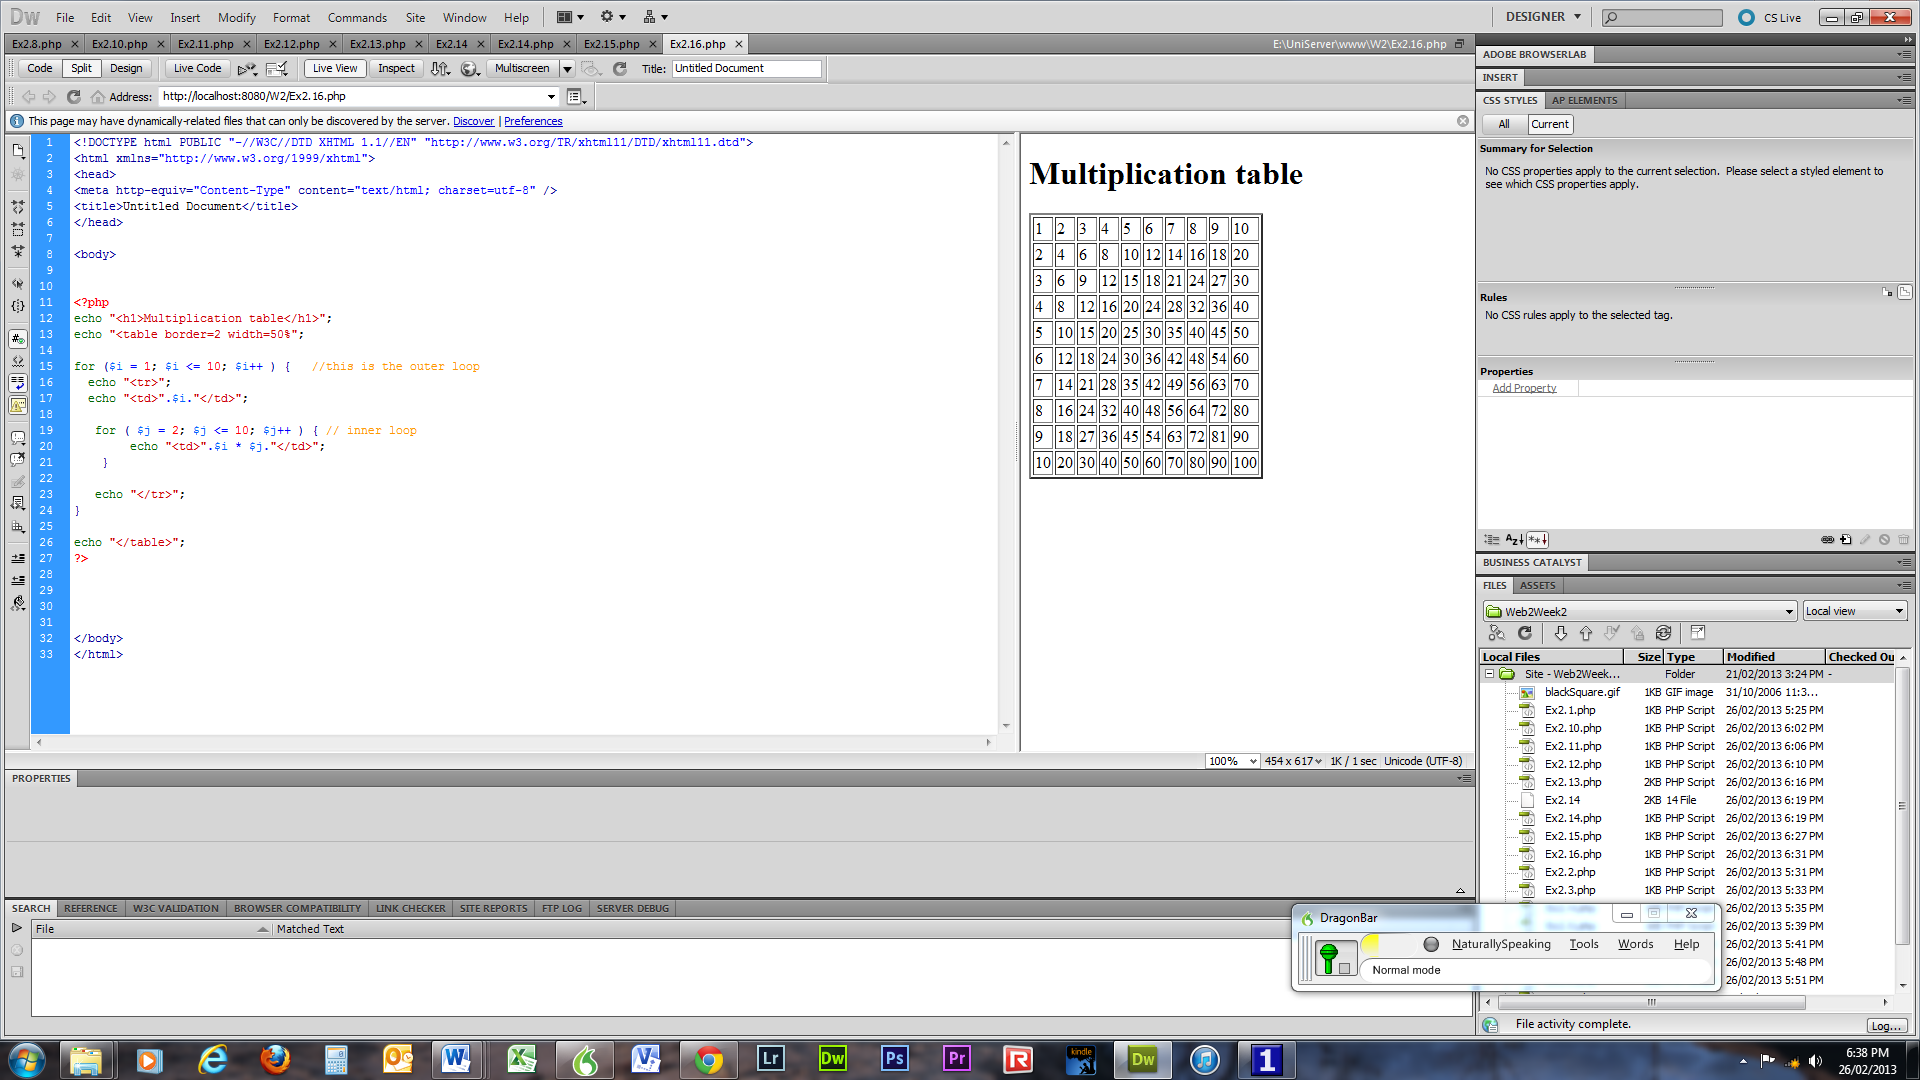 Dw File Edit View Insert Modify Format Commands Site Window Help DESIGNER CS Live
Ex2.8.php Ex2.10.php Ex2.11.php Ex2.12.php Ex2.13.php Ex2.14 Ex2.14.php Ex2.15.php Ex2.16.php E:\UniServer\www\W2\Ex2.16.php
Code Split Design Live Code Live View Inspect Multiscreen Title: Untitled Document
Address: http://localhost:8080/W2/Ex2.16.php
This page may have dynamically-related files that can only be discovered by the server. Discover | Preferences
1 <!DOCTYPE html PUBLIC "-//W3C//DTD XHTML 1.1//EN" "http://www.w3.org/TR/xhtml11/DTD/xhtml11.dtd">
2 <html xmlns="http://www.w3.org/1999/xhtml">
3 <head>
4 <meta http-equiv="Content-Type" content="text/html; charset=utf-8" />
5 <title>Untitled Document</title>
6 </head>
7
8 <body>
9
10
11 <?php
12 echo "<h1>Multiplication table</h1>";
13 echo "<table border=2 width=50%";
14
15 for ($i = 1; $i <= 10; $i++ ) { //this is the outer loop
16 echo "<tr>";
17 echo "<td>".$i."</td>";
18
19 for ( $j = 2; $j <= 10; $j++ ) { // inner loop
20 echo "<td>".$i * $j."</td>";
21 }
22
23 echo "</tr>";
24 }
25
26 echo "</table>";
27 ?>
28
29
30
31
32 </body>
33 </html>
Multiplication table
1 2 3 4 5 6 7 8 9 10
2 4 6 8 10 12 14 16 18 20
3 6 9 12 15 18 21 24 27 30
4 8 12 16 20 24 28 32 36 40
5 10 15 20 25 30 35 40 45 50
6 12 18 24 30 36 42 48 54 60
7 14 21 28 35 42 49 56 63 70
8 16 24 32 40 48 56 64 72 80
9 18 27 36 45 54 63 72 81 90
10 20 30 40 50 60 70 80 90 100
100% 454 x 617 1K / 1 sec Unicode (UTF-8)
PROPERTIES
SEARCH REFERENCE W3C VALIDATION BROWSER COMPATIBILITY LINK CHECKER SITE REPORTS FTP LOG SERVER DEBUG
File Matched Text
ADOBE BROWSERLAB
INSERT
CSS STYLES AP ELEMENTS
All Current
Summary for Selection
No CSS properties apply to the current selection. Please select a styled element to
see which CSS properties apply.
Rules
No CSS rules apply to the selected tag.
Properties
Add Property
BUSINESS CATALYST
FILES ASSETS
Web2Week2 Local view
Local Files Size Type Modified Checked Ou
Site - Web2Week... Folder 21/02/2013 3:24 PM -
blackSquare.gif 1KB GIF image 31/10/2006 11:3...
Ex2.1.php 1KB PHP Script 26/02/2013 5:25 PM
Ex2.10.php 1KB PHP Script 26/02/2013 6:02 PM
Ex2.11.php 1KB PHP Script 26/02/2013 6:06 PM
Ex2.12.php 1KB PHP Script 26/02/2013 6:10 PM
Ex2.13.php 2KB PHP Script 26/02/2013 6:16 PM
Ex2.14 2KB 14 File 26/02/2013 6:19 PM
Ex2.14.php 1KB PHP Script 26/02/2013 6:19 PM
Ex2.15.php 1KB PHP Script 26/02/2013 6:27 PM
Ex2.16.php 1KB PHP Script 26/02/2013 6:31 PM
Ex2.2.php 1KB PHP Script 26/02/2013 5:31 PM
Ex2.3.php 1KB PHP Script 26/02/2013 5:33 PM
26/02/2013 5:35 PM
26/02/2013 5:39 PM
26/02/2013 5:41 PM
26/02/2013 5:48 PM
26/02/2013 5:51 PM
DragonBar
NaturallySpeaking Tools Words Help
Normal mode
File activity complete. Log...
Lr Dw Ps Pr kindle Dw 1
6:38 PM
26/02/2013